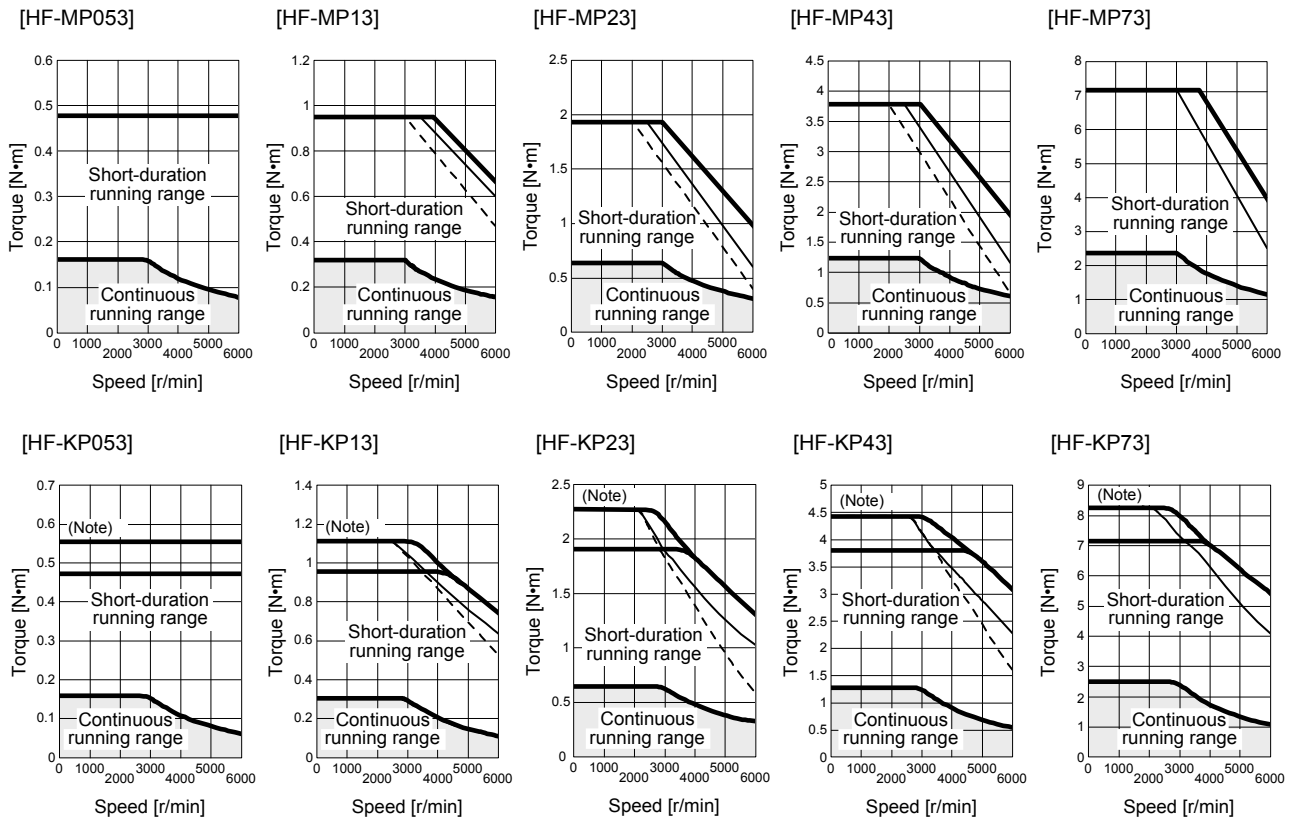 [HF-MP053]
[HF-MP13]
[HF-MP23]
[HF-MP43]
[HF-MP73]
Torque [N•m]
0.6
0.5
0.4
0.3
0.2
0.1
0
Short-duration
running range
Continuous
running range
0 1000 3000 5000
2000 4000 6000
Speed [r/min]
Torque [N•m]
1.2
1
0.8
0.6
0.4
0.2
0
Short-duration
running range
Continuous
running range
0 1000 3000 5000
2000 4000 6000
Speed [r/min]
Torque [N•m]
2.5
2
1.5
1
0.5
0
Short-duration
running range
Continuous
running range
0 1000 3000 5000
2000 4000 6000
Speed [r/min]
Torque [N•m]
4.5
4
3.5
3
2.5
2
1.5
1
0.5
0
Short-duration
running range
Continuous
running range
0 1000 3000 5000
2000 4000 6000
Speed [r/min]
Torque [N•m]
8
7
6
5
4
3
2
1
0
Short-duration
running range
Continuous
running range
0 1000 3000 5000
2000 4000 6000
Speed [r/min]
[HF-KP053]
[HF-KP13]
[HF-KP23]
[HF-KP43]
[HF-KP73]
Torque [N•m]
0.7
0.6
0.5
0.4
0.3
0.2
0.1
0
(Note)
Short-duration
running range
Continuous
running range
0 1000 3000 5000
2000 4000 6000
Speed [r/min]
Torque [N•m]
1.4
1.2
1.0
0.8
0.6
0.4
0.2
0
(Note)
Short-duration
running range
Continuous
running range
0 1000 3000 5000
2000 4000 6000
Speed [r/min]
Torque [N•m]
2.5
2
1.5
1
0.5
0
(Note)
Short-duration
running range
Continuous
running range
0 1000 3000 5000
2000 4000 6000
Speed [r/min]
Torque [N•m]
5
4.5
4
3.5
3
2.5
2
1.5
1
0.5
0
(Note)
Short-duration
running range
Continuous
running range
0 1000 3000 5000
2000 4000 6000
Speed [r/min]
Torque [N•m]
9
8
7
6
5
4
3
2
1
0
(Note)
Short-duration
running range
Continuous
running range
0 1000 3000 5000
2000 4000 6000
Speed [r/min]